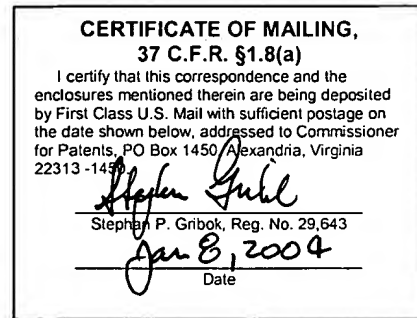 CERTIFICATE OF MAILING,
37 C.F.R. §1.8(a)
I certify that this correspondence and the
enclosures mentioned therein are being deposited
by First Class U.S. Mail with sufficient postage on
the date shown below, addressed to Commissioner
for Patents, PO Box 1450, Alexandria, Virginia
22313 -1450.
Stephen Gribok
Stephan P. Gribok, Reg. No. 29,643
Jan 8, 2004
Date